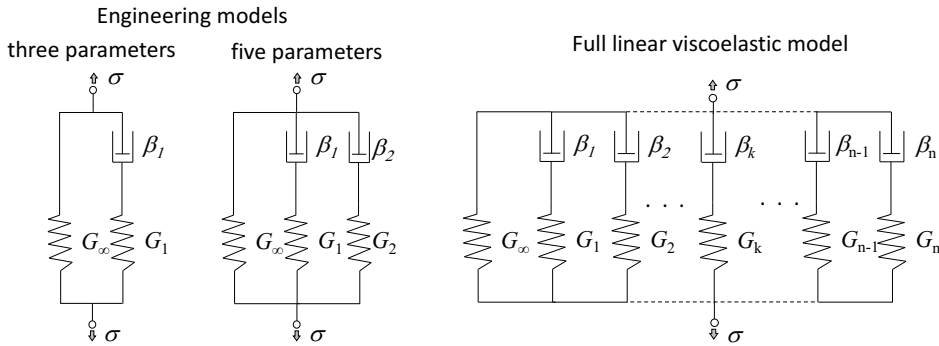 Engineering models
three parameters
five parameters
Full linear viscoelastic model
σ
σ
σ
β1
β1
β2
β1
β2
βk
βn-1
βn
. . .
. . .
G∞
G1
G∞
G1
G2
G∞
G1
G2
Gk
Gn-1
Gn
σ
σ
σ